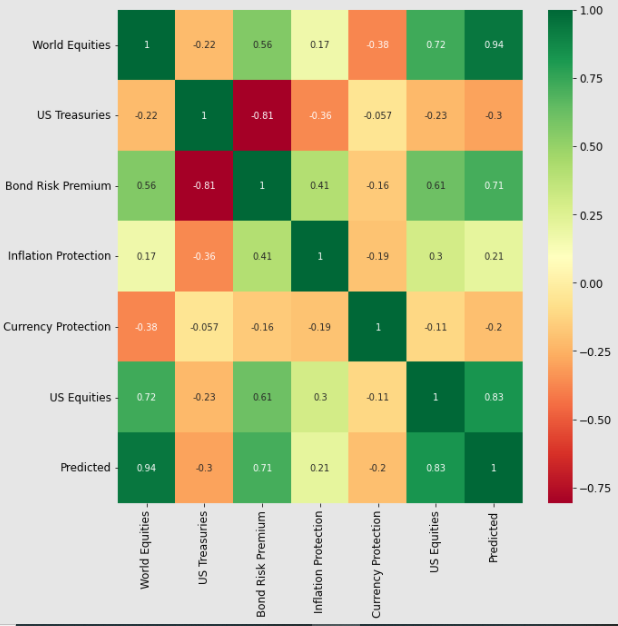 World Equities 1 -0.22 0.56 0.17 -0.38 0.72 0.94
US Treasuries -0.22 1 -0.81 -0.36 -0.057 -0.23 -0.3
Bond Risk Premium 0.56 -0.81 1 0.41 -0.16 0.61 0.71
Inflation Protection 0.17 -0.36 0.41 1 -0.19 0.3 0.21
Currency Protection -0.38 -0.057 -0.16 -0.19 1 -0.11 -0.2
US Equities 0.72 -0.23 0.61 0.3 -0.11 1 0.83
Predicted 0.94 -0.3 0.71 0.21 -0.2 0.83 1
World Equities
US Treasuries
Bond Risk Premium
Inflation Protection
Currency Protection
US Equities
Predicted
1.00
0.75
0.50
0.25
0.00
−0.25
−0.50
−0.75